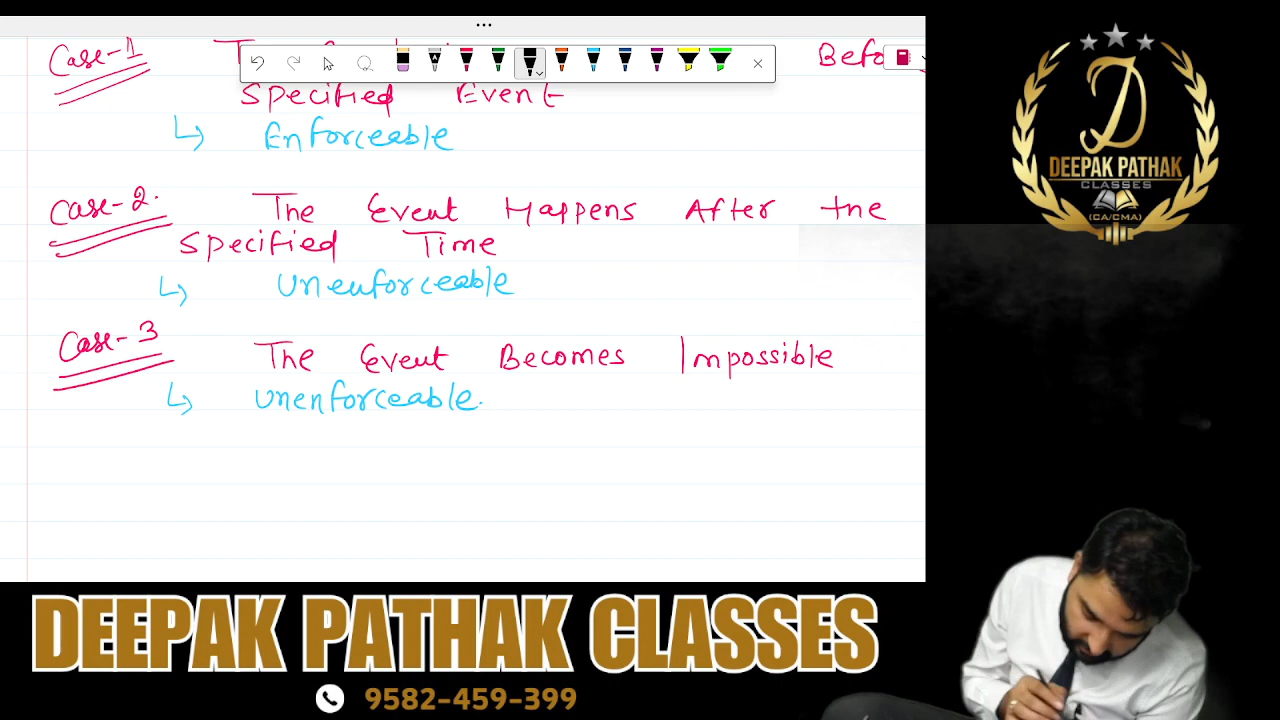 Case-1 Befo
Specified Event
↳ Enforceable
Case-2. The Event Happens After the
Specified Time
↳ Unenforceable
Case-3 The Event Becomes Impossible
↳ Unenforceable.
D
DEEPAK PATHAK
CLASSES
(CA/CMA)
DEEPAK PATHAK CLASSES
9582-459-399